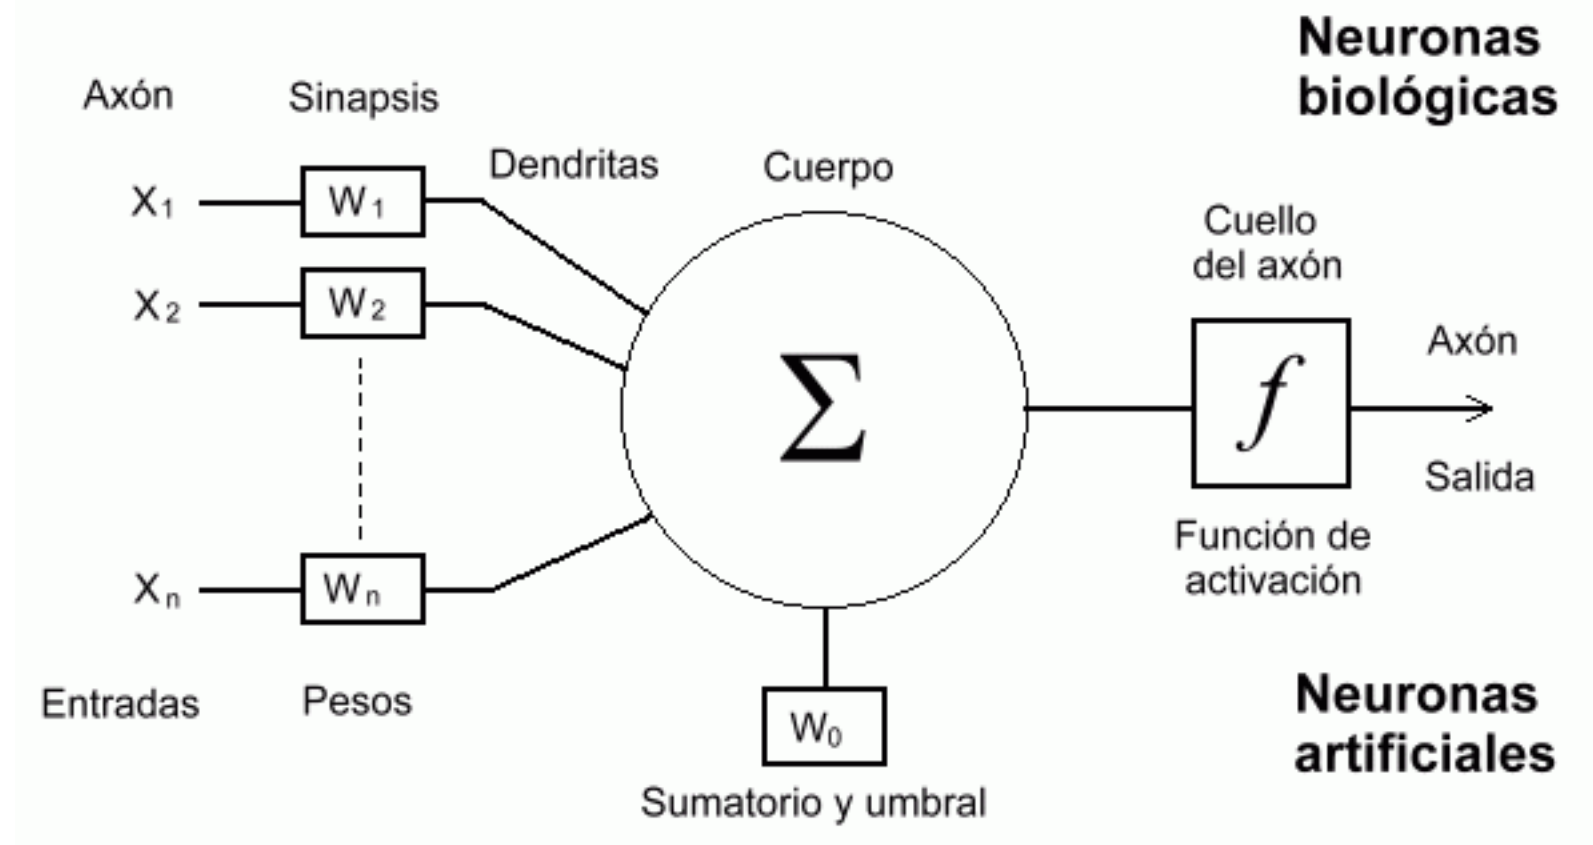 Neuronas
biológicas
Axón
Sinapsis
Dendritas
Cuerpo
X1
W1
X2
W2
Xn
Wn
Σ
Cuello
del axón
f
Axón
Salida
Función de
activación
Entradas
Pesos
W0
Sumatorio y umbral
Neuronas
artificiales